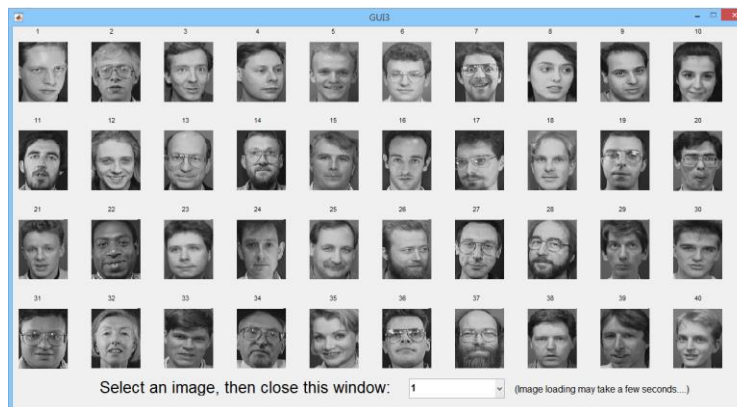 GUI3
1 2 3 4 5 6 7 8 9 10
11 12 13 14 15 16 17 18 19 20
21 22 23 24 25 26 27 28 29 30
31 32 33 34 35 36 37 38 39 40
Select an image, then close this window: 1 (Image loading may take a few seconds....)